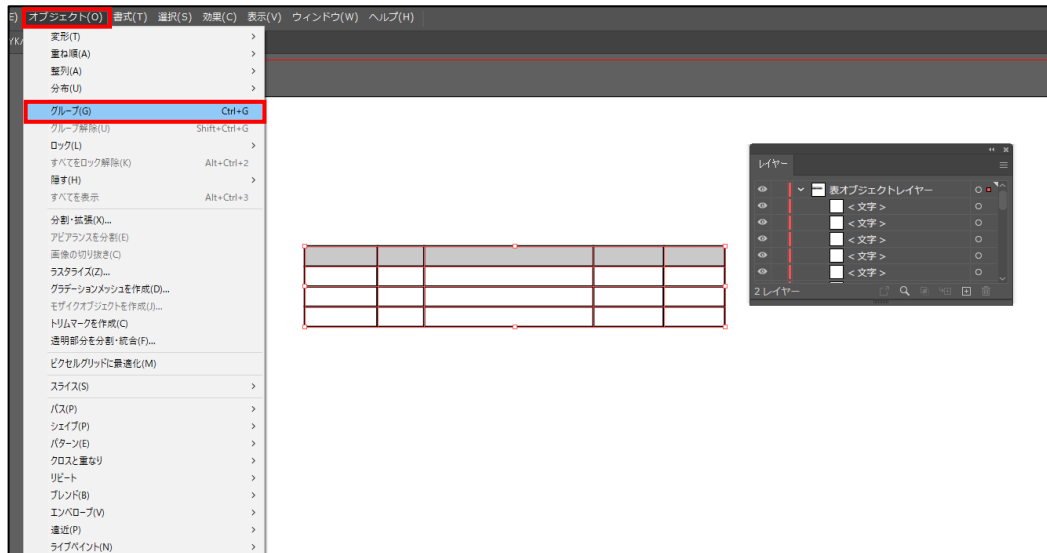 E) オブジェクト(O) 書式(T) 選択(S) 効果(C) 表示(V) ウィンドウ(W) ヘルプ(H)
YK/
変形(T)
重ね順(A)
整列(A)
分布(U)
グループ(G) Ctrl+G
グループ解除(U) Shift+Ctrl+G
ロック(L)
すべてをロック解除(K) Alt+Ctrl+2
隠す(H)
すべてを表示 Alt+Ctrl+3
分割・拡張(X)...
アピアランスを分割(E)
画像の切り抜き(C)
ラスタライズ(Z)...
グラデーションメッシュを作成(D)...
モザイクオブジェクトを作成(J)...
トリムマークを作成(C)
透明部分を分割・統合(F)...
ピクセルグリッドに最適化(M)
スライス(S)
パス(P)
シェイプ(P)
パターン(E)
クロスと重なり
リピート
ブレンド(B)
エンベロープ(V)
遠近(P)
ライブペイント(N)
レイヤー
表オブジェクトレイヤー
<文字>
<文字>
<文字>
<文字>
<文字>
2 レイヤー